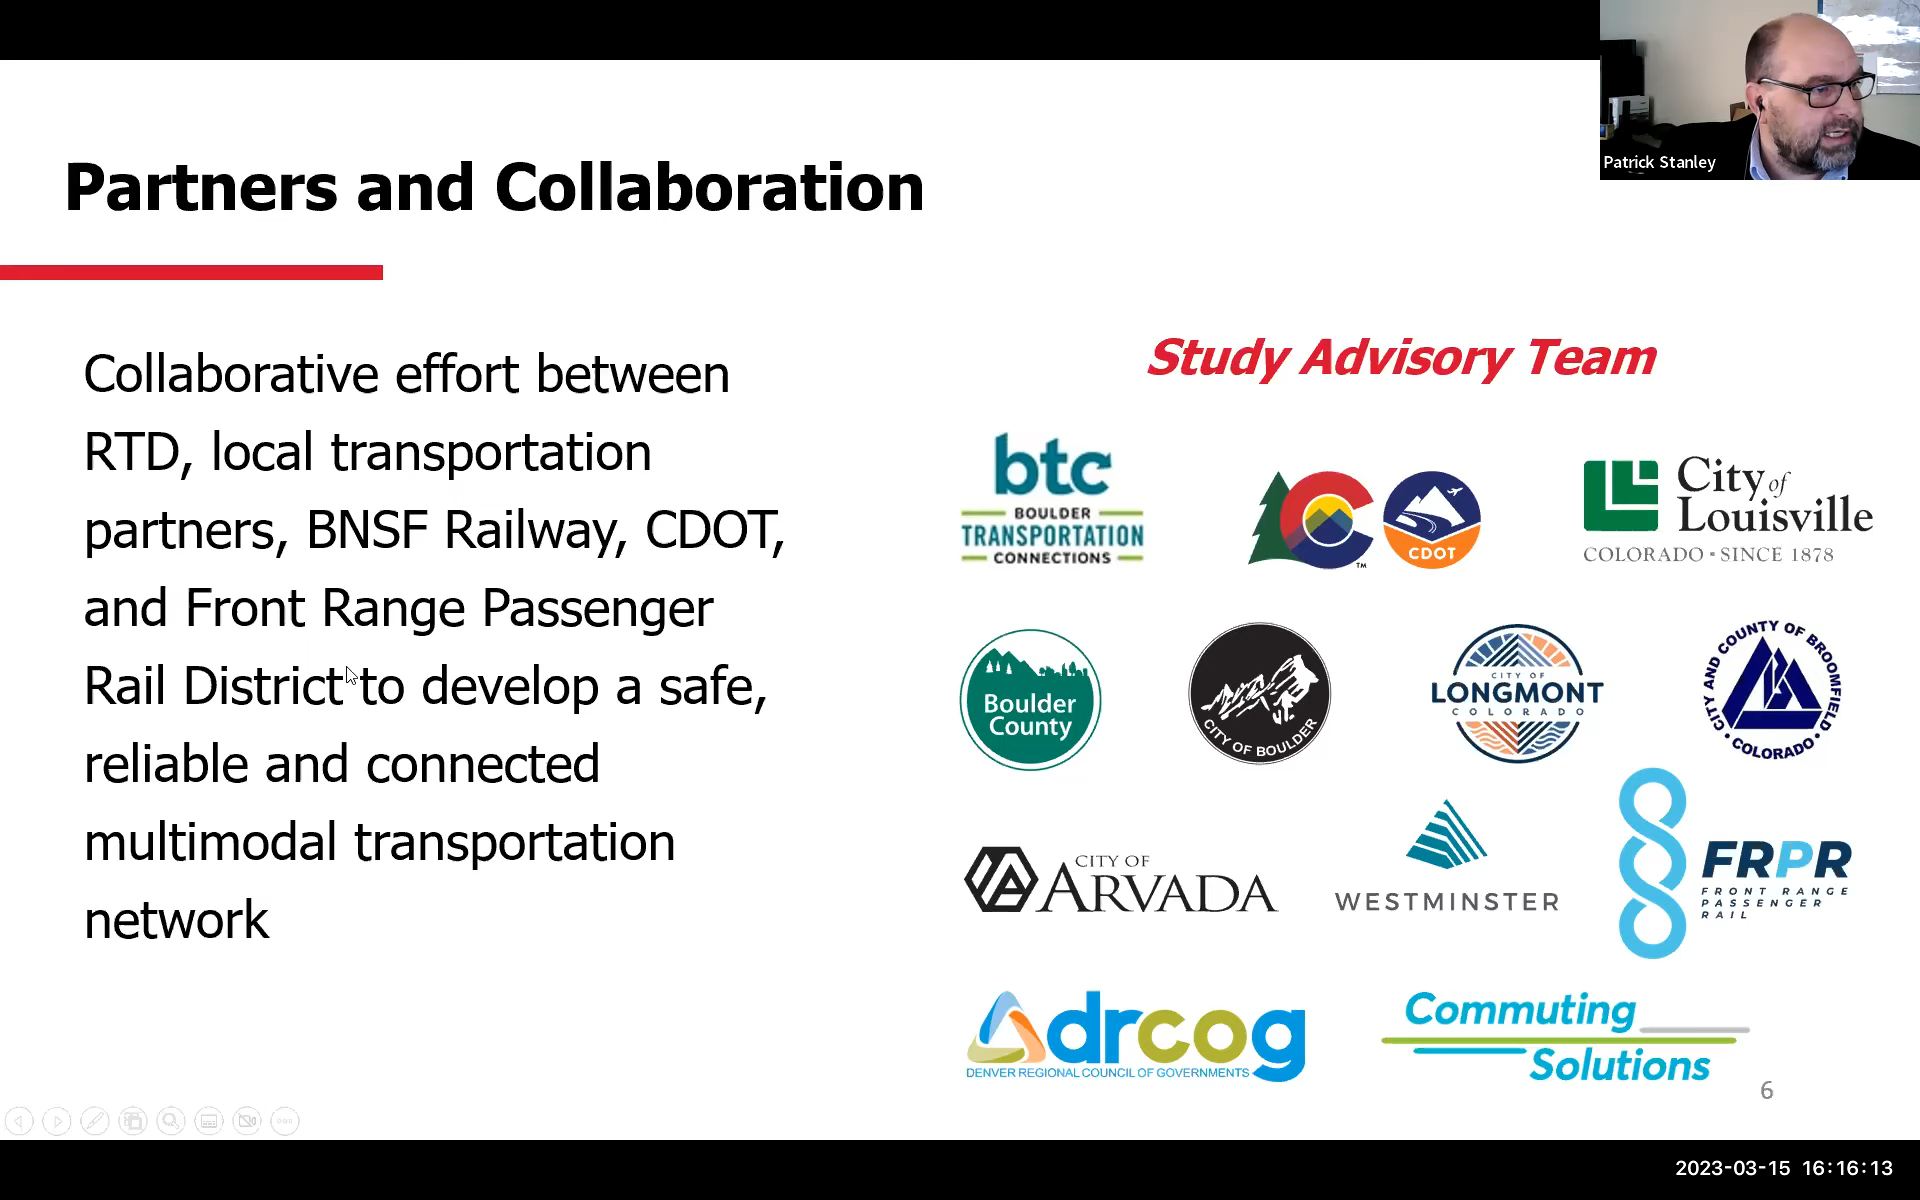 Patrick Stanley
Partners and Collaboration
Collaborative effort between
RTD, local transportation
partners, BNSF Railway, CDOT,
and Front Range Passenger
Rail District to develop a safe,
reliable and connected
multimodal transportation
network
Study Advisory Team
btc
BOULDER
TRANSPORTATION
CONNECTIONS
TM
CDOT
City of
Louisville
COLORADO ▪ SINCE 1878
Boulder
County
CITY OF BOULDER
CITY OF
LONGMONT
COLORADO
CITY AND COUNTY OF BROOMFIELD
• COLORADO •
CITY OF
ARVADA
WESTMINSTER
FRPR
FRONT RANGE
PASSENGER
RAIL
drcog
DENVER REGIONAL COUNCIL OF GOVERNMENTS
Commuting
Solutions
6
2023-03-15 16:16:13